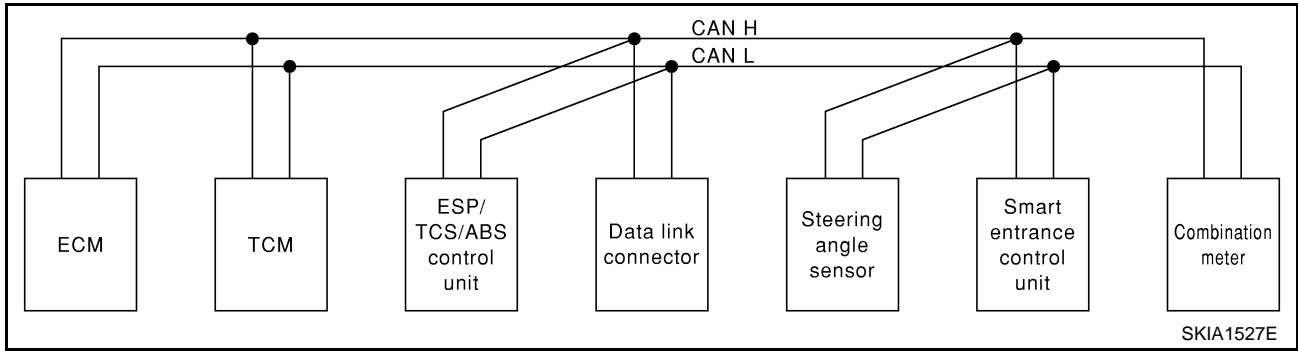 CAN H
CAN L
ECM
TCM
ESP/
TCS/ABS
control
unit
Data link
connector
Steering
angle
sensor
Smart
entrance
control
unit
Combination
meter
SKIA1527E